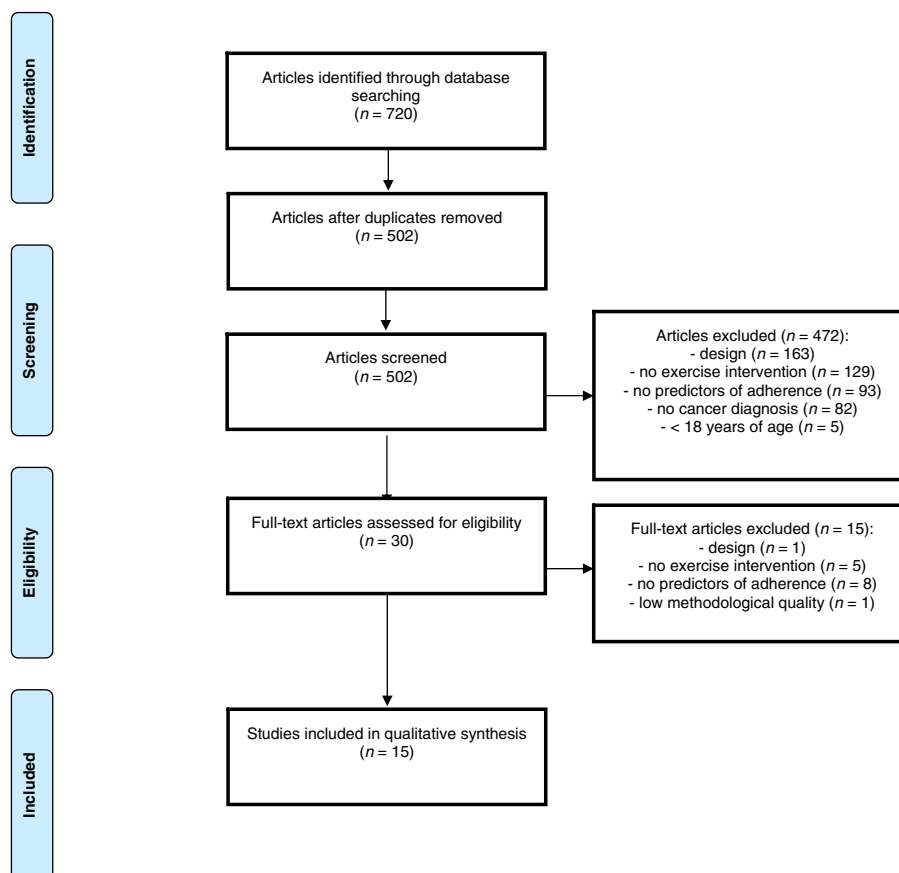 Identification
Articles identified through database
searching
(n = 720)
Articles after duplicates removed
(n = 502)
Screening
Articles screened
(n = 502)
Articles excluded (n = 472):
- design (n = 163)
- no exercise intervention (n = 129)
- no predictors of adherence (n = 93)
- no cancer diagnosis (n = 82)
- < 18 years of age (n = 5)
Eligibility
Full-text articles assessed for eligibility
(n = 30)
Full-text articles excluded (n = 15):
- design (n = 1)
- no exercise intervention (n = 5)
- no predictors of adherence (n = 8)
- low methodological quality (n = 1)
Included
Studies included in qualitative synthesis
(n = 15)